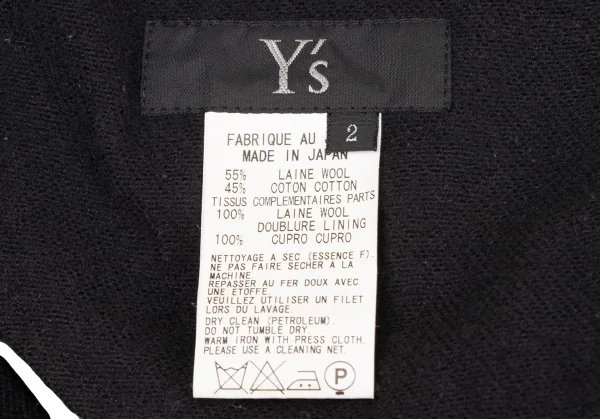 Y's
2
FABRIQUE AU
MADE IN JAPAN
55% LAINE WOOL
45% COTON COTTON
TISSUS COMPLEMENTAIRES PARTS
100% LAINE WOOL
DOUBLURE LINING
100% CUPRO CUPRO
NETTOYAGE A SEC (ESSENCE F).
NE PAS FAIRE SECHER A LA
MACHINE.
REPASSER AU FER DOUX AVEC
UNE ETOFFE.
VEUILLEZ UTILISER UN FILET
LORS DU LAVAGE.
DRY CLEAN (PETROLEUM).
DO NOT TUMBLE DRY.
WARM IRON WITH PRESS CLOTH.
PLEASE USE A CLEANING NET.
P